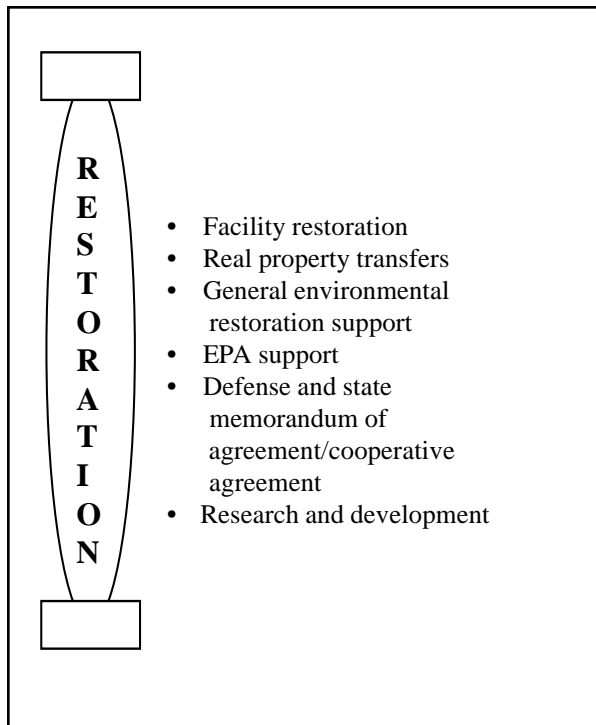 RESTORATION
• Facility restoration
• Real property transfers
• General environmental
restoration support
• EPA support
• Defense and state
memorandum of
agreement/cooperative
agreement
• Research and development